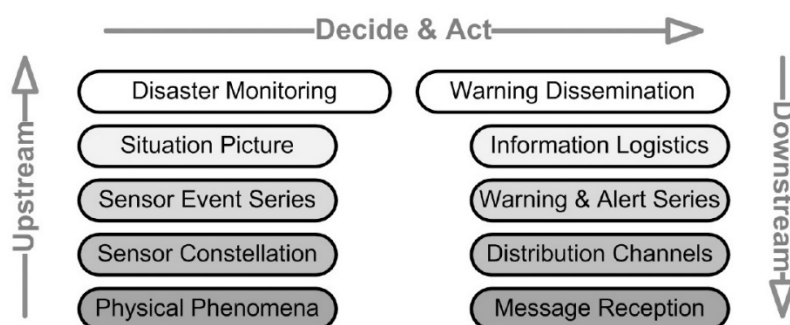 Decide & Act
Upstream
Downstream
Disaster Monitoring
Warning Dissemination
Situation Picture
Information Logistics
Sensor Event Series
Warning & Alert Series
Sensor Constellation
Distribution Channels
Physical Phenomena
Message Reception